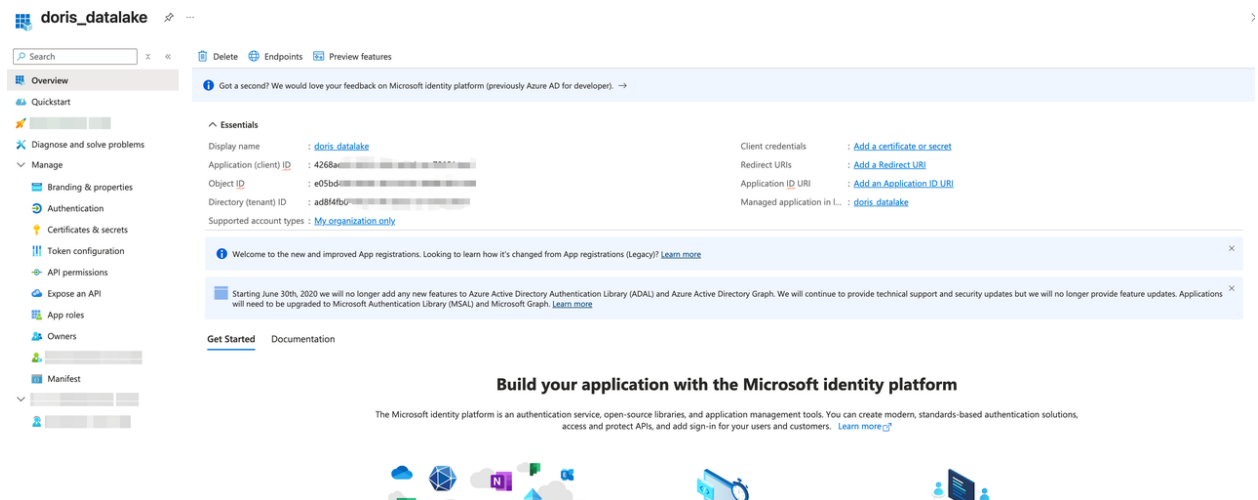 doris_datalake
Search
Delete
Endpoints
Preview features
Overview
Got a second? We would love your feedback on Microsoft identity platform (previously Azure AD for developer). →
Quickstart
Essentials
Diagnose and solve problems
Manage
Display name : doris_datalake
Client credentials : Add a certificate or secret
Application (client) ID :
Redirect URIs : Add a Redirect URI
Object ID :
Application ID URI : Add an Application ID URI
Directory (tenant) ID :
Managed application in l... : doris_datalake
Supported account types : My organization only
Branding & properties
Authentication
Certificates & secrets
Token configuration
API permissions
Expose an API
App roles
Owners
Manifest
Welcome to the new and improved App registrations. Looking to learn how it's changed from App registrations (Legacy)? Learn more
Starting June 30th, 2020 we will no longer add any new features to Azure Active Directory Authentication Library (ADAL) and Azure Active Directory Graph. We will continue to provide technical support and security updates but we will no longer provide feature updates. Applications
will need to be upgraded to Microsoft Authentication Library (MSAL) and Microsoft Graph. Learn more
Get Started
Documentation
Build your application with the Microsoft identity platform
The Microsoft identity platform is an authentication service, open-source libraries, and application management tools. You can create modern, standards-based authentication solutions,
access and protect APIs, and add sign-in for your users and customers. Learn more
N